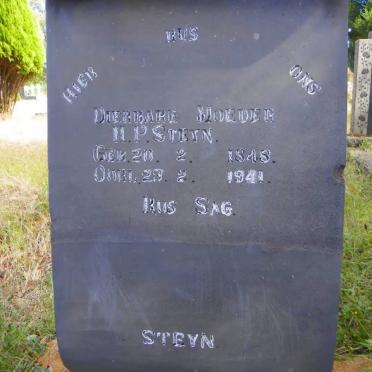 HIER RUS ONS
DIERBARE MOEDER
H.P. STEYN.
GEB. 20. 2. 1848.
OORL. 23. 2. 1941.
RUS SAG
STEYN